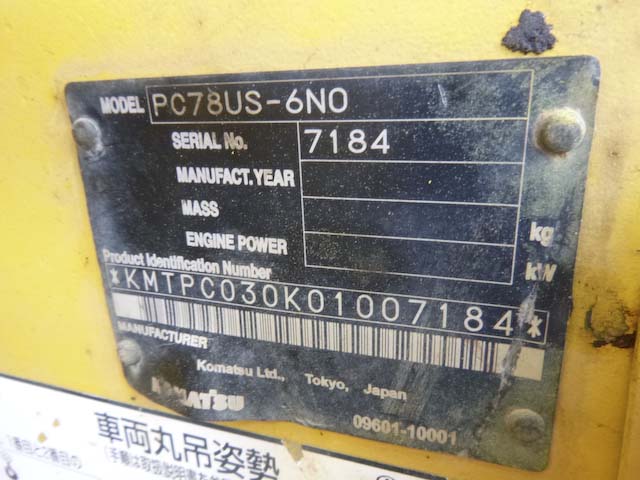 MODEL PC78US-6N0
SERIAL No. 7184
MANUFACT. YEAR
MASS kg
ENGINE POWER kW
Product Identification Number
*KMTPC030K01007184*
MANUFACTURER
Komatsu Ltd., Tokyo, Japan
KOMATSU
09601-10001
車両丸吊姿勢